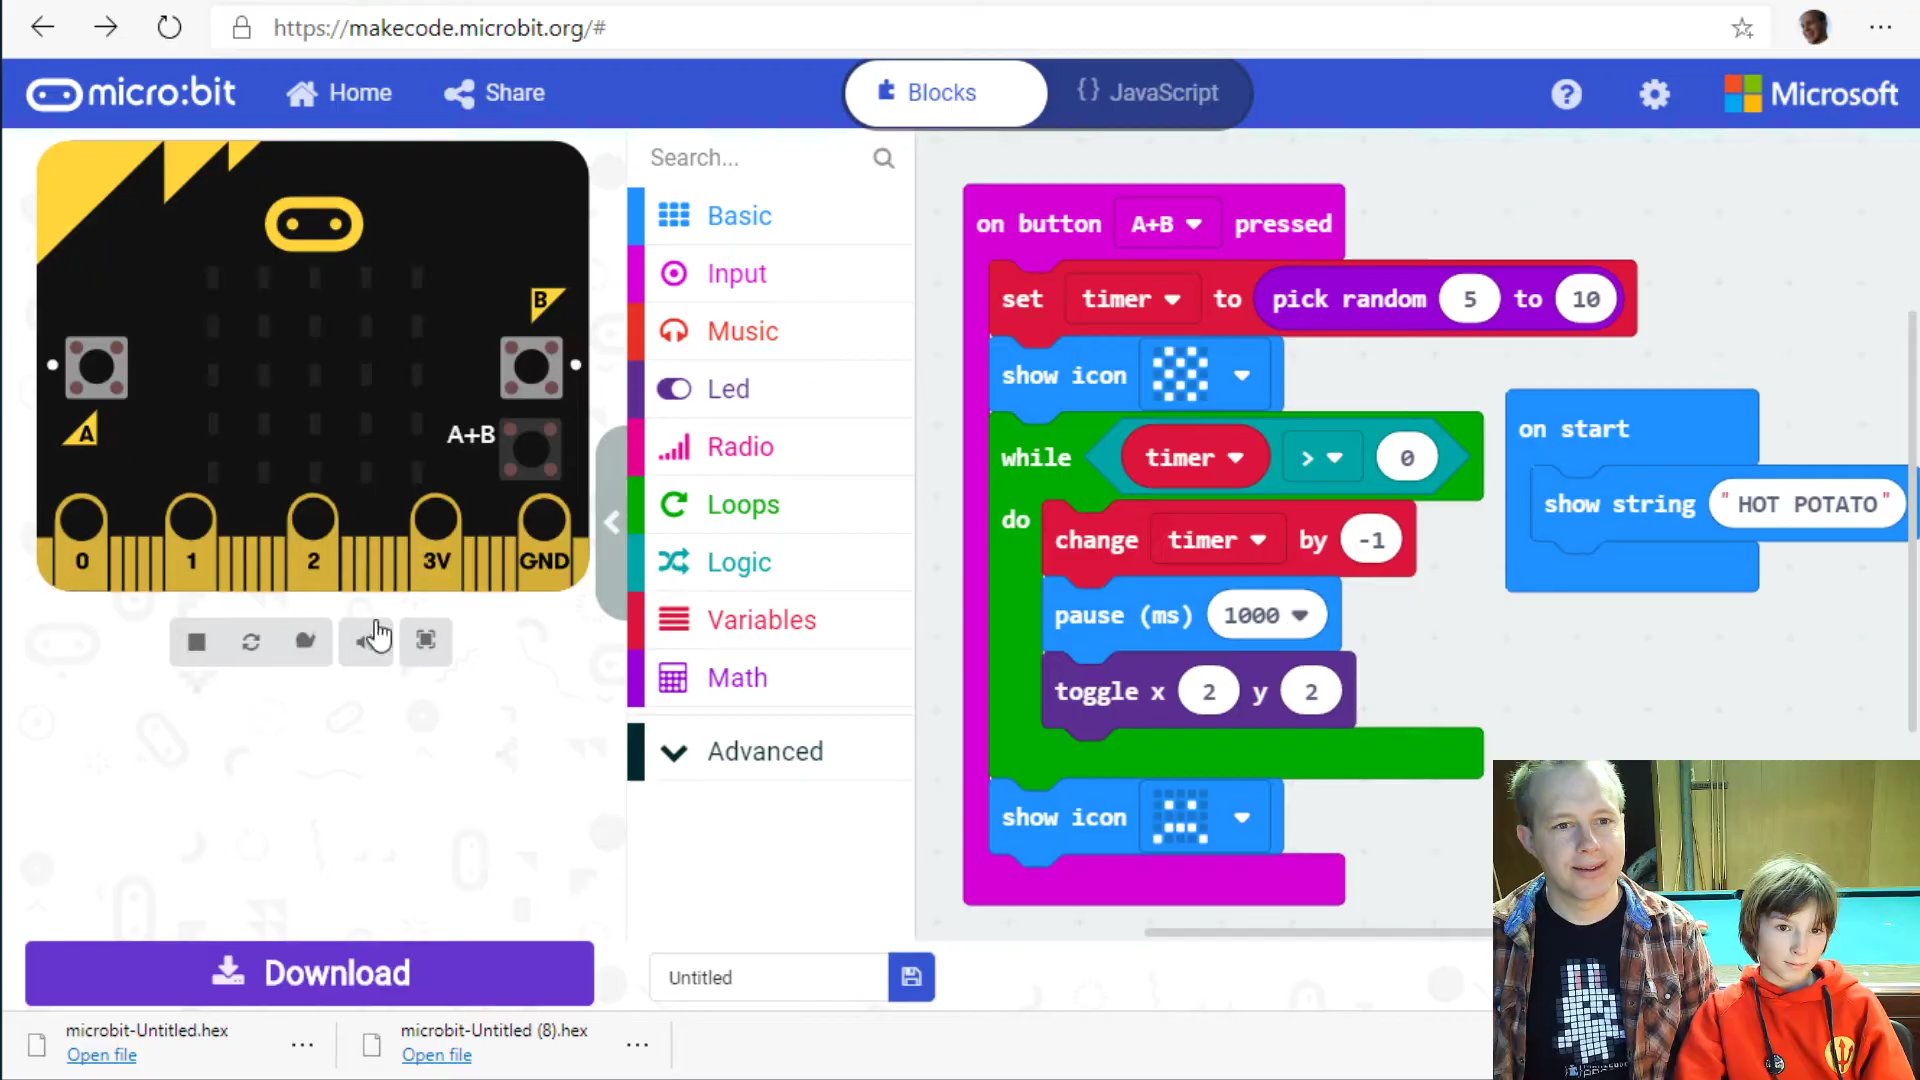 https://makecode.microbit.org/#
micro:bit Home Share Blocks {} JavaScript ? Microsoft
Search...
Basic
Input
Music
Led
Radio
Loops
Logic
Variables
Math
Advanced
B
A
A+B
0 1 2 3V GND
Download
on button A+B pressed
set timer to pick random 5 to 10
show icon
while timer > 0
do
change timer by -1
pause (ms) 1000
toggle x 2 y 2
show icon
on start
show string "HOT POTATO"
Untitled
microbit-Untitled.hex
Open file
microbit-Untitled (8).hex
Open file